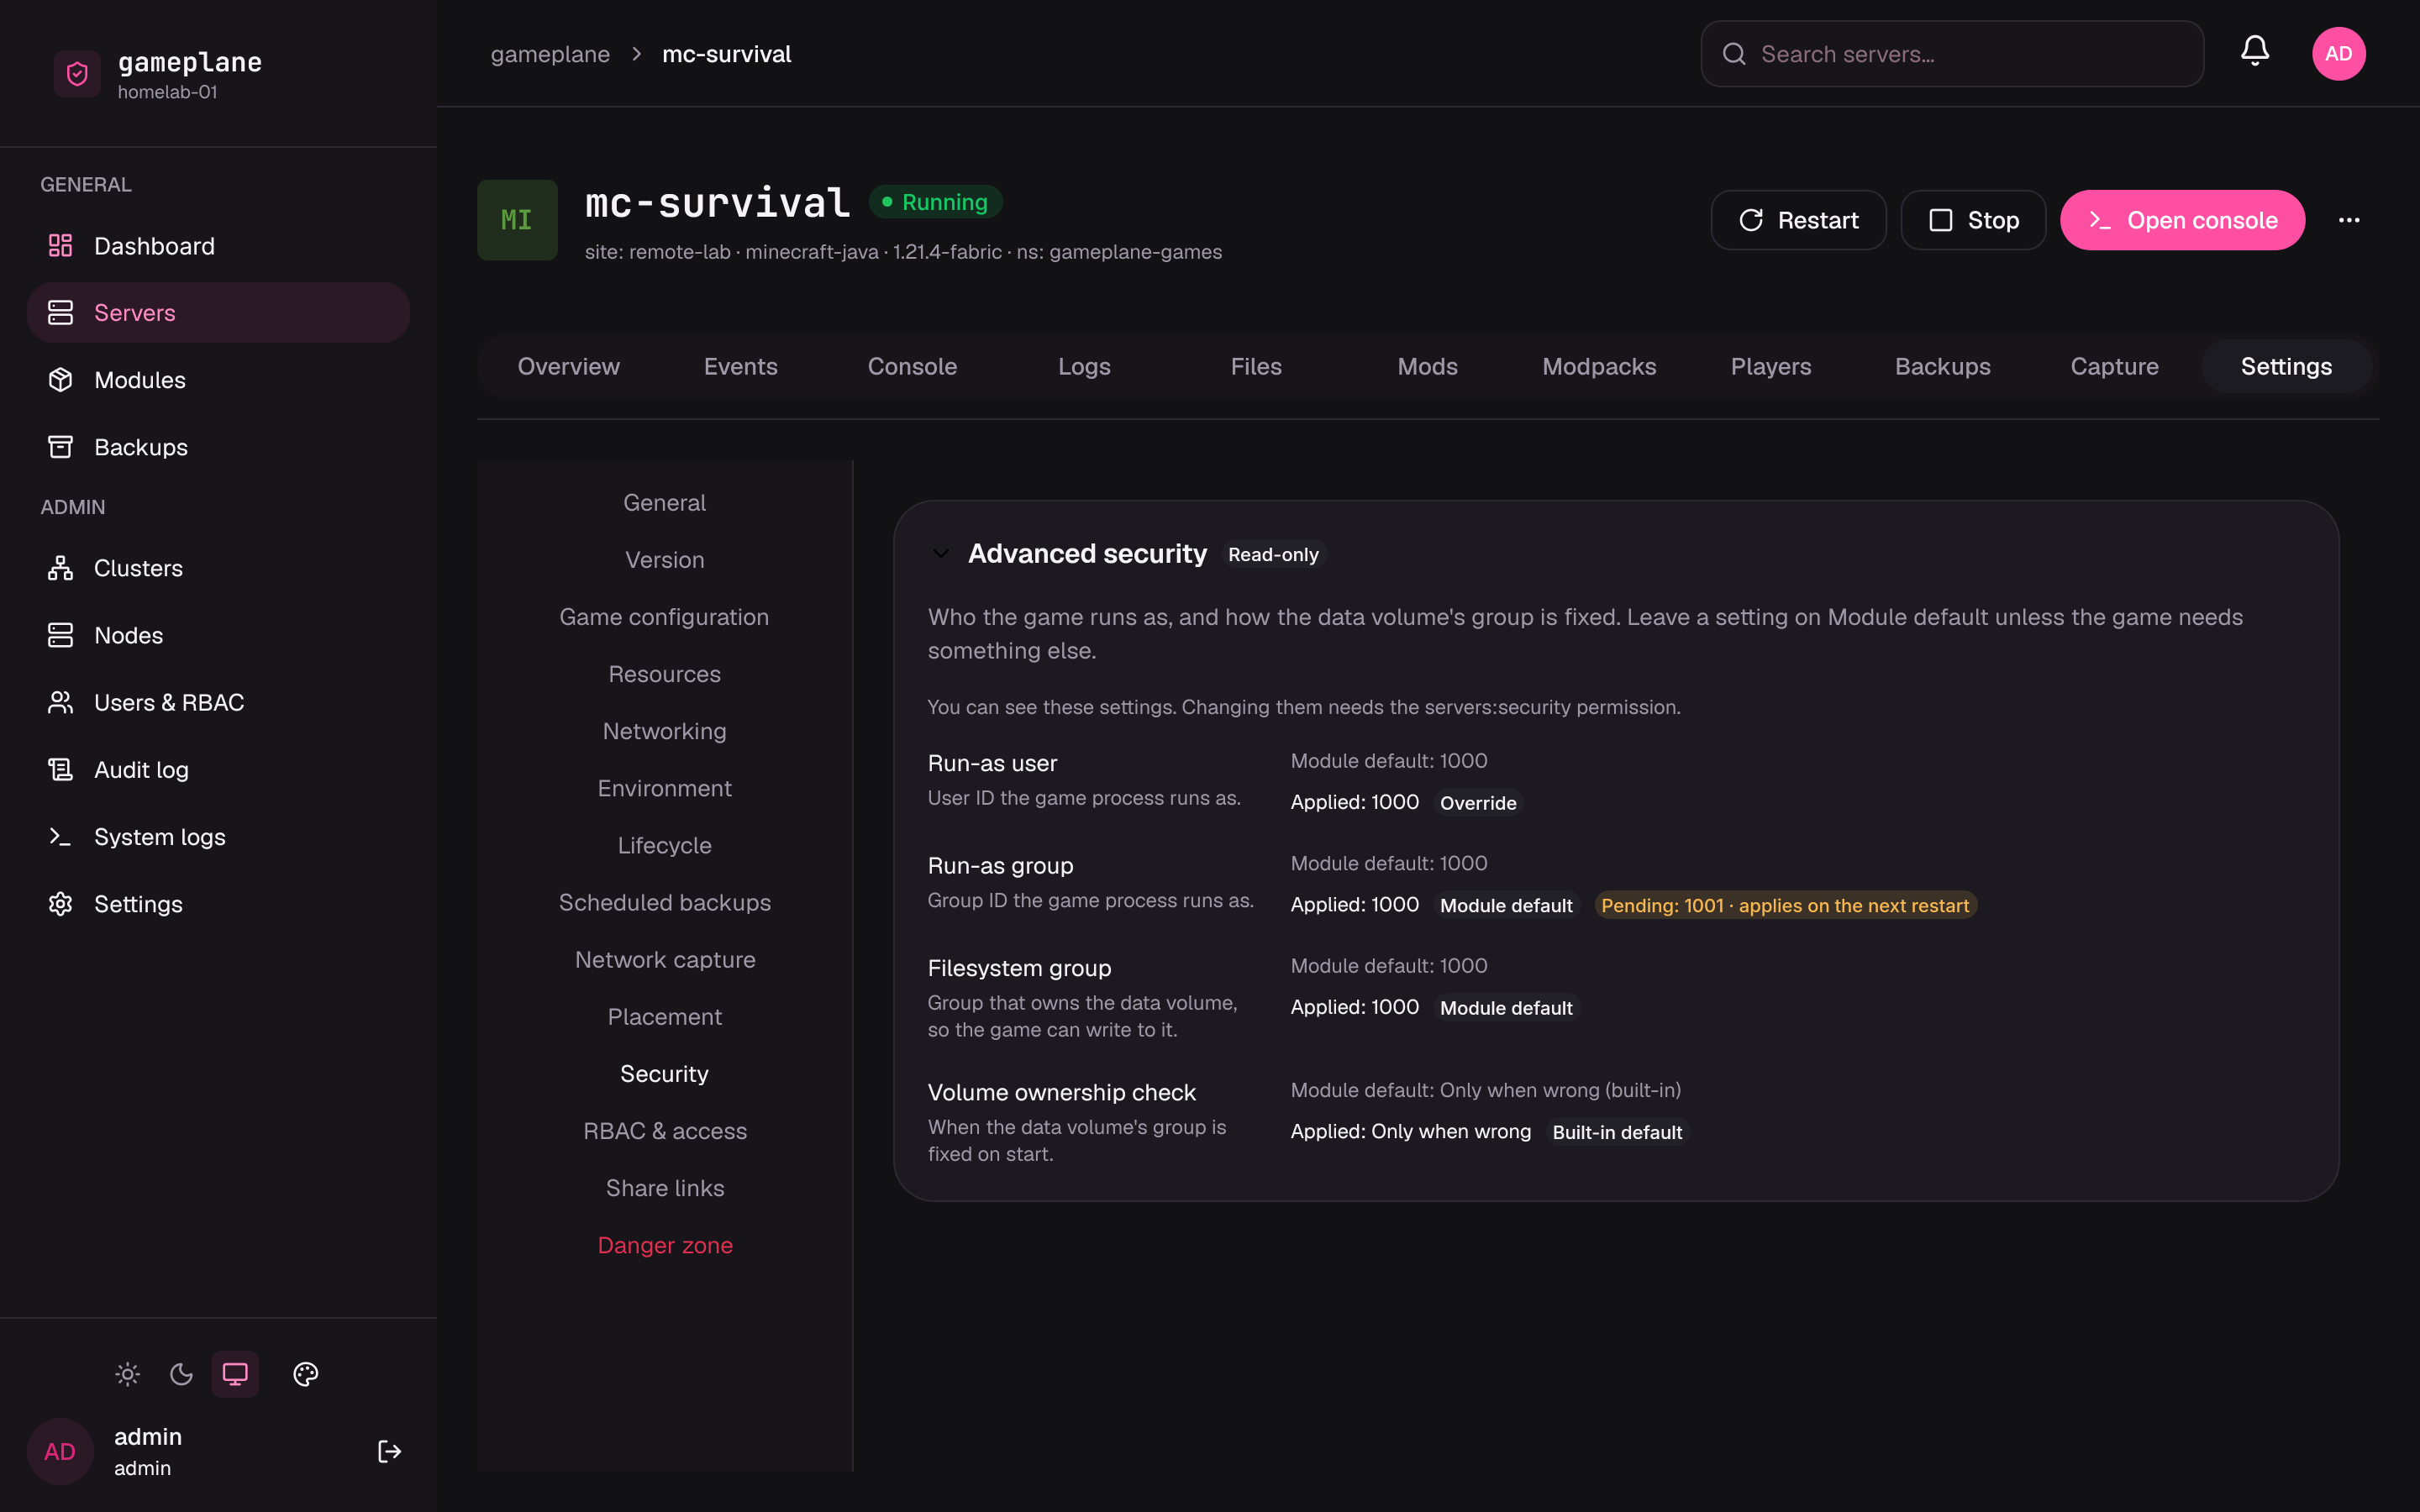 gameplane
homelab-01
GENERAL
Dashboard
Servers
Modules
Backups
ADMIN
Clusters
Nodes
Users & RBAC
Audit log
System logs
Settings
AD
admin
admin
gameplane
mc-survival
Search servers...
AD
MI
mc-survival
Running
site: remote-lab · minecraft-java · 1.21.4-fabric · ns: gameplane-games
Restart
Stop
Open console
Overview
Events
Console
Logs
Files
Mods
Modpacks
Players
Backups
Capture
Settings
General
Version
Game configuration
Resources
Networking
Environment
Lifecycle
Scheduled backups
Network capture
Placement
Security
RBAC & access
Share links
Danger zone
Advanced security
Read-only
Who the game runs as, and how the data volume's group is fixed. Leave a setting on Module default unless the game needs
something else.
You can see these settings. Changing them needs the servers:security permission.
Run-as user
User ID the game process runs as.
Module default: 1000
Applied: 1000
Override
Run-as group
Group ID the game process runs as.
Module default: 1000
Applied: 1000
Module default
Pending: 1001 · applies on the next restart
Filesystem group
Group that owns the data volume,
so the game can write to it.
Module default: 1000
Applied: 1000
Module default
Volume ownership check
When the data volume's group is
fixed on start.
Module default: Only when wrong (built-in)
Applied: Only when wrong
Built-in default